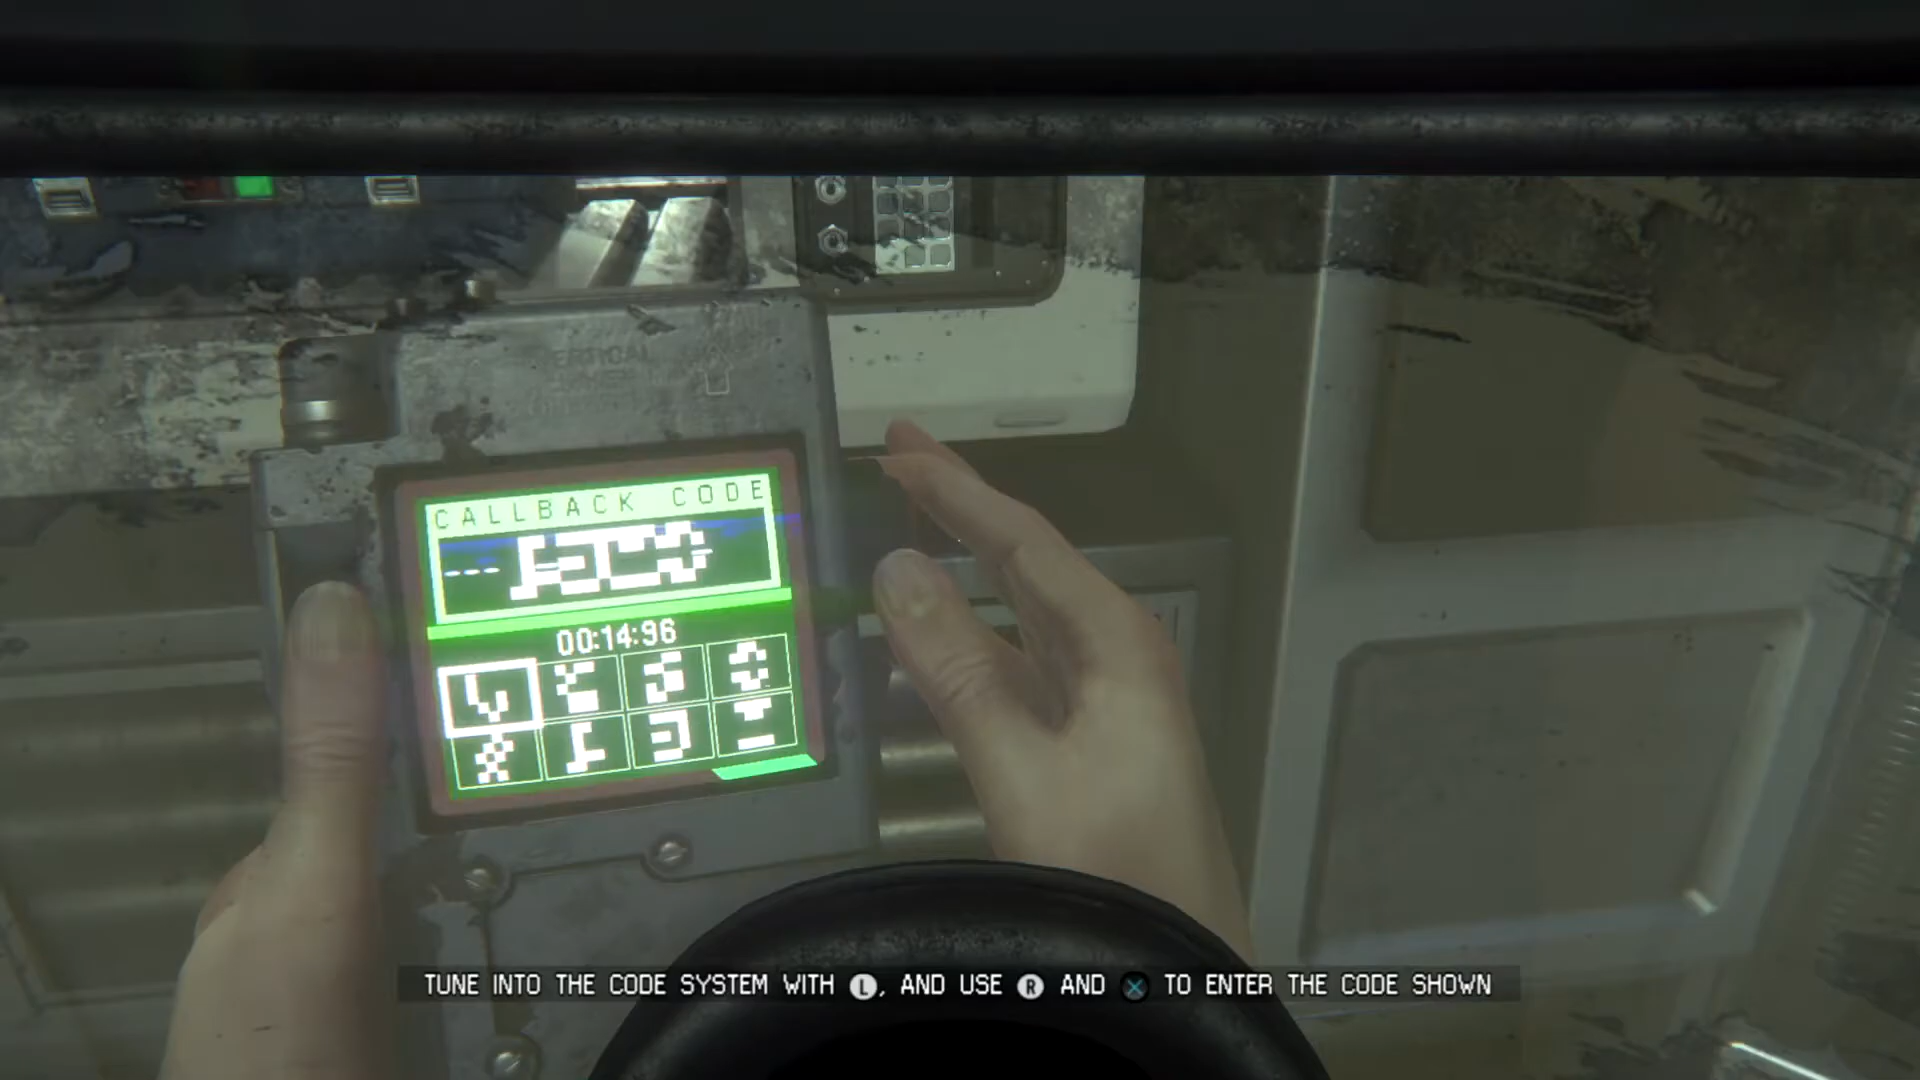 VERTICAL
CALLBACK CODE
00:14:96
TUNE INTO THE CODE SYSTEM WITH L, AND USE R AND X TO ENTER THE CODE SHOWN